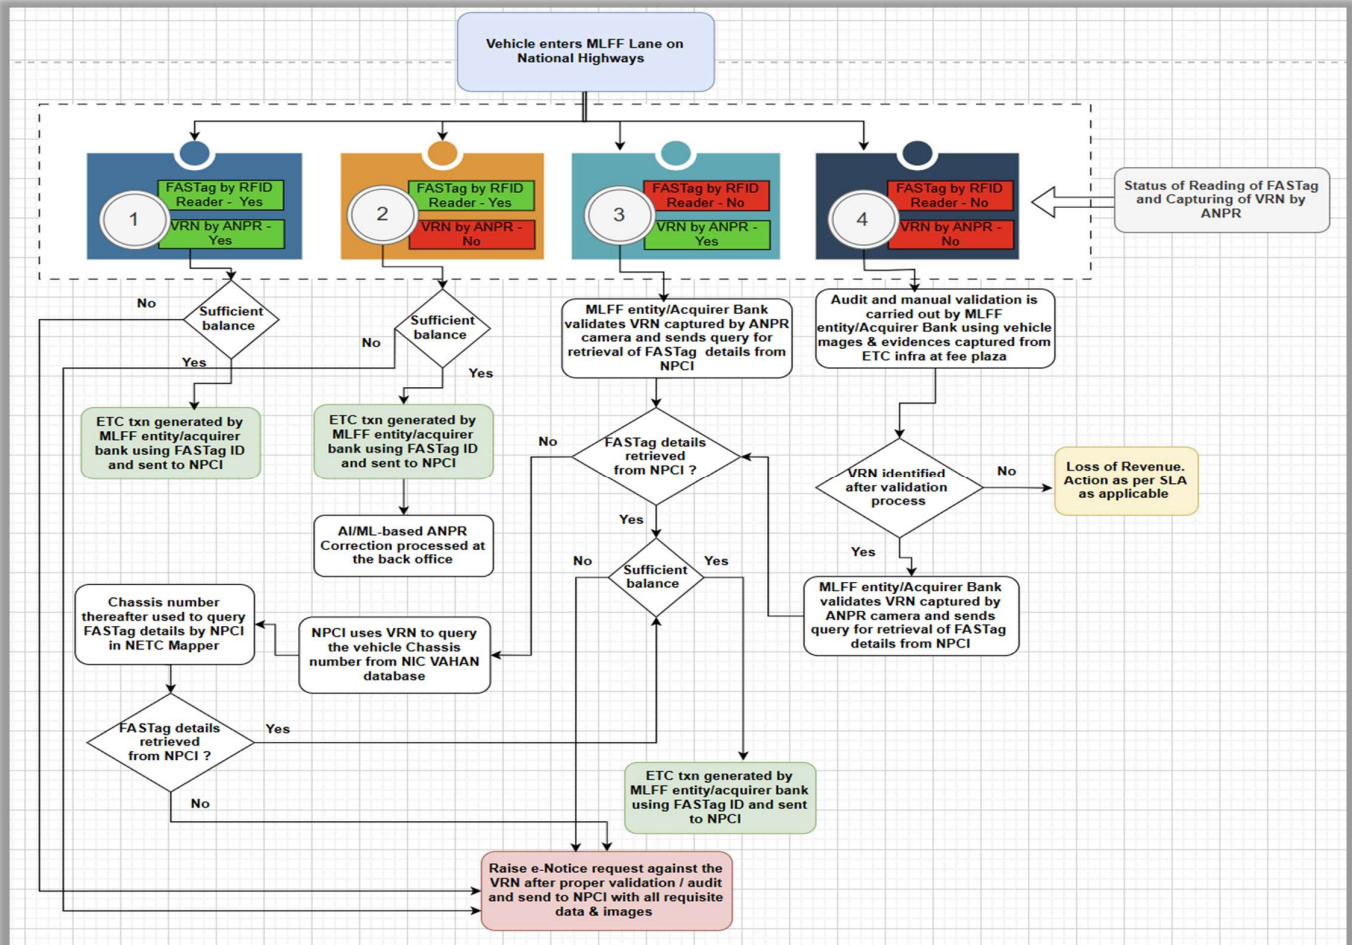 Vehicle enters MLFF Lane on
National Highways
FASTag by RFID
Reader - Yes
1
VRN by ANPR -
Yes
FASTag by RFID
Reader - Yes
2
VRN by ANPR -
No
FASTag by RFID
Reader - No
3
VRN by ANPR -
Yes
FASTag by RFID
Reader - No
4
VRN by ANPR -
No
Status of Reading of FASTag
and Capturing of VRN by
ANPR
No
Sufficient
balance
Yes
No
Sufficient
balance
Yes
MLFF entity/Acquirer Bank
validates VRN captured by ANPR
camera and sends query for
retrieval of FASTag details from
NPCI
Audit and manual validation is
carried out by MLFF
entity/Acquirer Bank using vehicle
mages & evidences captured from
ETC infra at fee plaza
ETC txn generated by
MLFF entity/acquirer
bank using FASTag ID
and sent to NPCI
ETC txn generated by
MLFF entity/acquirer
bank using FASTag ID
and sent to NPCI
No
FASTag details
retrieved
from NPCI ?
Yes
VRN identified
after validation
process
No
Loss of Revenue.
Action as per SLA
as applicable
Yes
AI/ML-based ANPR
Correction processed at
the back office
No
Sufficient
balance
Yes
MLFF entity/Acquirer Bank
validates VRN captured by
ANPR camera and sends
query for retrieval of FASTag
details from NPCI
Chassis number
thereafter used to query
FASTag details by NPCI
in NETC Mapper
NPCI uses VRN to query
the vehicle Chassis
number from NIC VAHAN
database
FASTag details
retrieved
from NPCI ?
Yes
No
ETC txn generated by
MLFF entity/acquirer bank
using FASTag ID and sent
to NPCI
Raise e-Notice request against the
VRN after proper validation / audit
and send to NPCI with all requisite
data & images